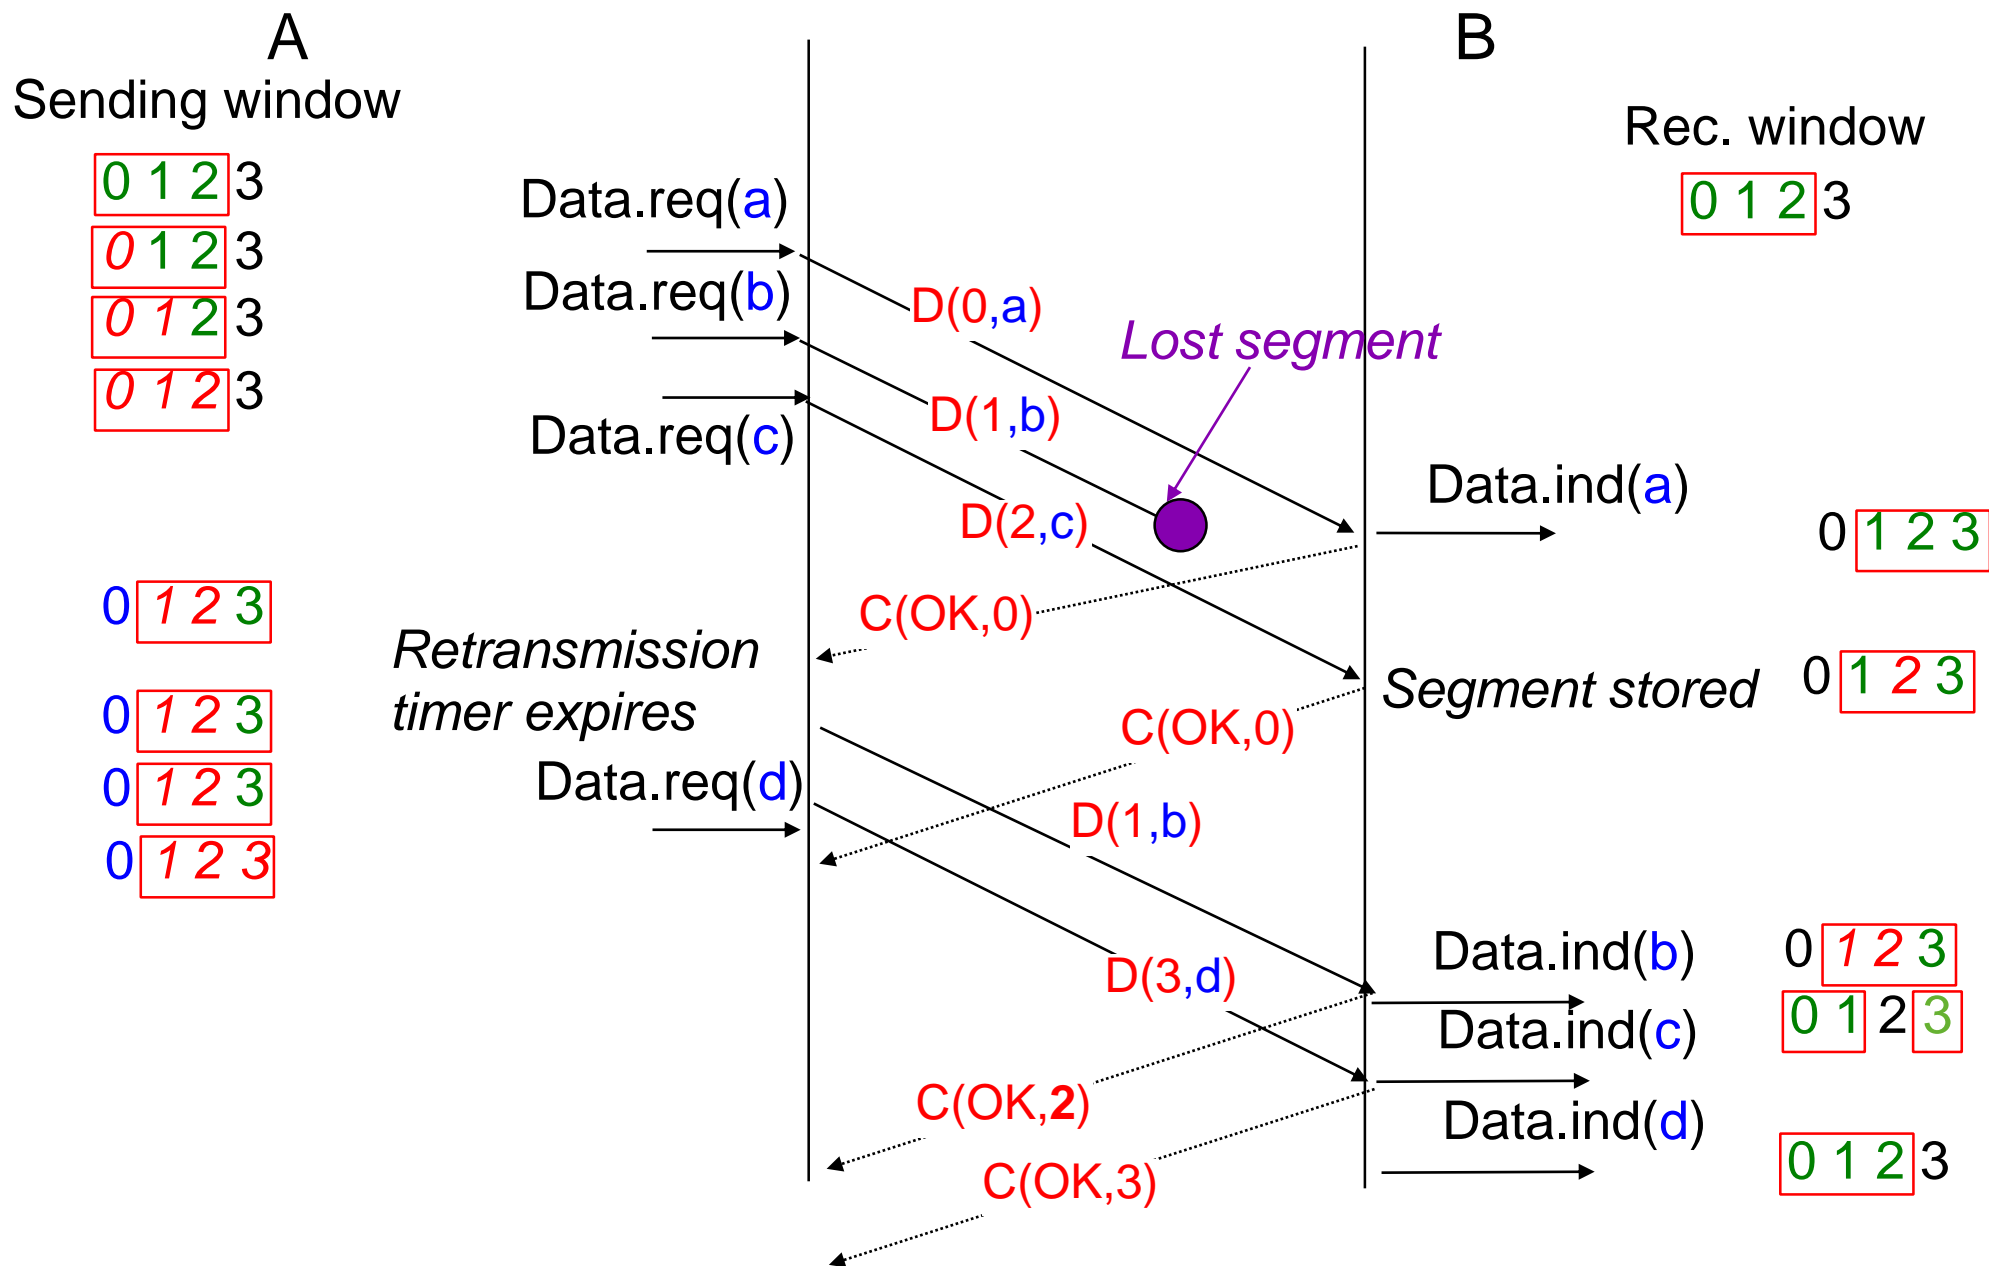 A
B
Sending window
Rec. window
0 1 2 3
Data.req(a)
0 1 2 3
0 1 2 3
Data.req(b)
D(0,a)
0 1 2 3
Lost segment
0 1 2 3
D(1,b)
Data.req(c)
Data.ind(a)
D(2,c)
0 1 2 3
0 1 2 3
C(OK,0)
Retransmission
timer expires
Segment stored
0 1 2 3
0 1 2 3
C(OK,0)
0 1 2 3
Data.req(d)
D(1,b)
0 1 2 3
Data.ind(b)
0 1 2 3
D(3,d)
Data.ind(c)
0 1 2 3
C(OK,2)
Data.ind(d)
0 1 2 3
C(OK,3)